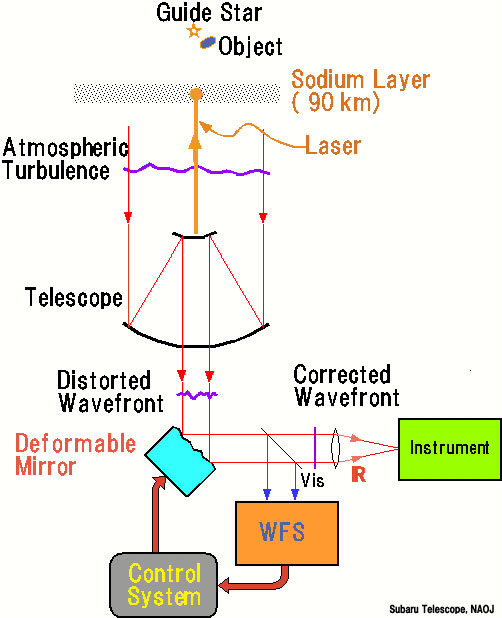 Guide Star
Object
Sodium Layer
( 90 km)
Atmospheric
Turbulence
Laser
Telescope
Distorted
Wavefront
Corrected
Wavefront
Deformable
Mirror
Instrument
Vis
R
WFS
Control
System
Subaru Telescope, NAOJ